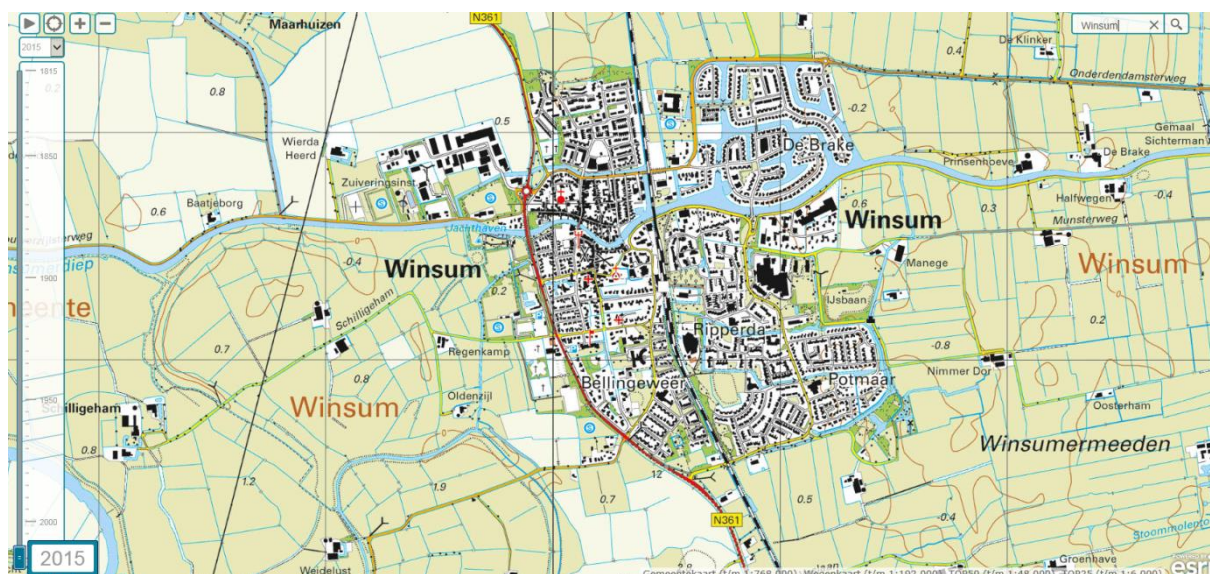 Maarhuizen
N361
Winsum
De Klinker
2015
1815
0.8
0.4
Onderdendamsterweg
0.5
-0.2
Wierda
Heerd
1850
De Brake
Gemaal
Sichterman
De Brake
Prinsenhoeve
Zuiveringsinst.
-0.4
Halfwegen
0.6
Baatjeborg
0.6
0.3
Munsterweg
Jachthaven
Winsum
-0.4
Winsum
Manege
Winsum
1900
0.2
IJsbaan
Schilligeham
Ripperda
0.2
0.7
Regenkamp
-0.8
0.8
Bellingeweer
Potmaar
Nimmer Dor
1950
Winsum
Oldenzijl
Oosterham
Schilligeham
0.8
Winsumermeeden
1.2
1.9
0.7
12
0.5
2000
N361
-0.4
2015
Weidelust
-0.8
Groenhave
esri